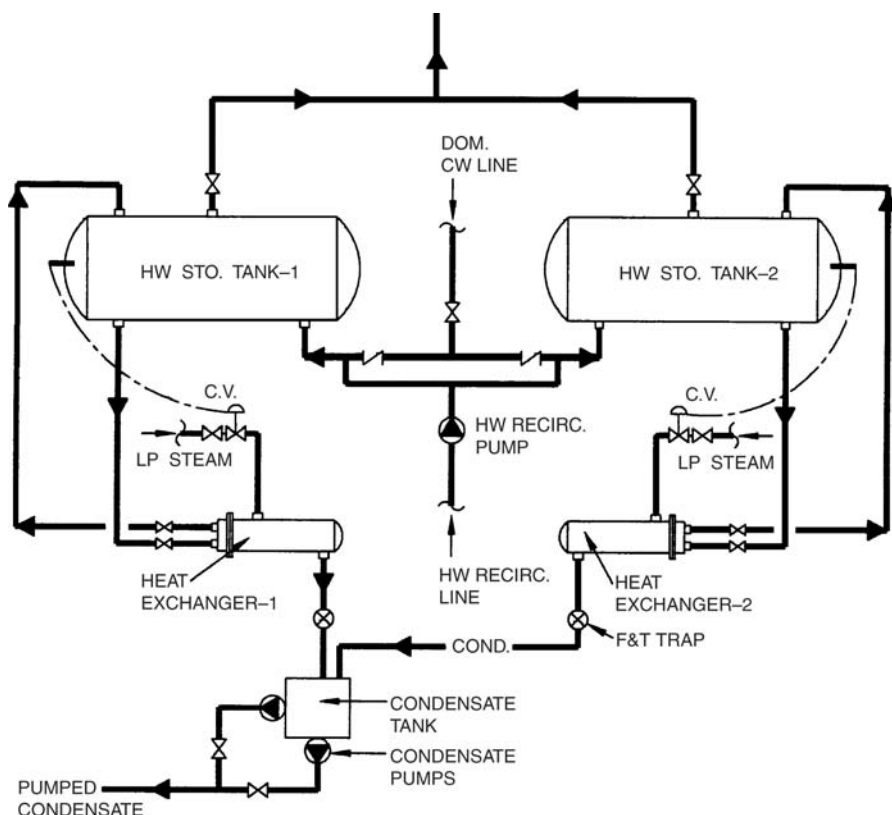 DOM.
CW LINE
HW STO. TANK–1
HW STO. TANK–2
C.V.
C.V.
HW RECIRC.
PUMP
LP STEAM
LP STEAM
HEAT
EXCHANGER–1
HW RECIRC.
LINE
HEAT
EXCHANGER–2
COND.
F&T TRAP
CONDENSATE
TANK
CONDENSATE
PUMPS
PUMPED
CONDENSATE